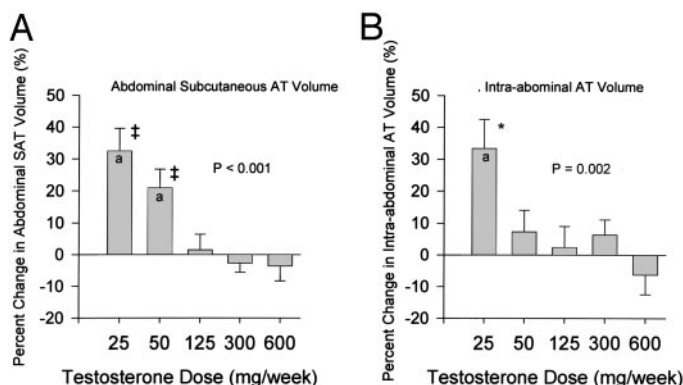 A
Abdominal Subcutaneous AT Volume
Percent Change in Abdominal SAT Volume (%)
50
40
30
20
10
0
-10
-20
a
‡
a
‡
P < 0.001
25 50 125 300 600
Testosterone Dose (mg/week)
B
. Intra-abominal AT Volume
Percent Change in Intra-abdominal AT Volume (%)
50
40
30
20
10
0
-10
-20
a
*
P = 0.002
25 50 125 300 600
Testosterone Dose (mg/week)